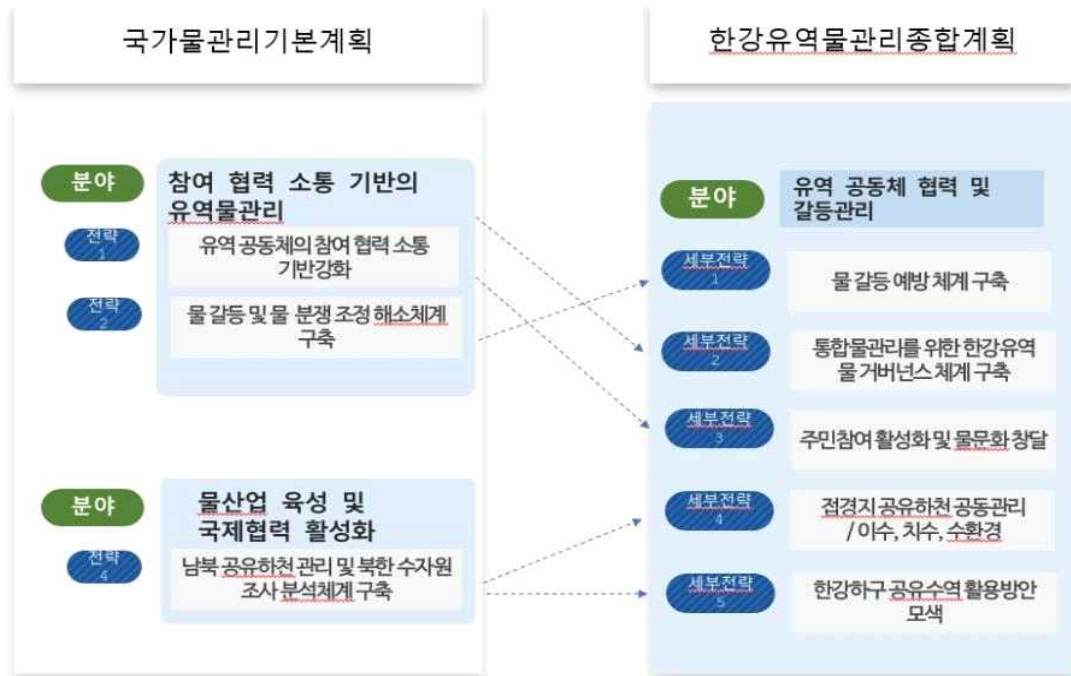 국가물관리기본계획
분야
참여 협력 소통 기반의
유역물관리
전략
1
유역 공동체의 참여 협력 소통
기반강화
전략
2
물 갈등 및 물 분쟁 조정 해소체계
구축
분야
물산업 육성 및
국제협력 활성화
전략
4
남북 공유하천 관리 및 북한 수자원
조사 분석체계 구축
한강유역물관리종합계획
분야
유역 공동체 협력 및
갈등관리
세부전략
1
물 갈등 예방 체계 구축
세부전략
2
통합물관리를 위한 한강유역
물 거버넌스 체계 구축
세부전략
3
주민참여 활성화 및 물문화 창달
세부전략
4
접경지 공유하천 공동관리
/ 이수, 치수, 수환경
세부전략
5
한강하구 공유수역 활용방안
모색